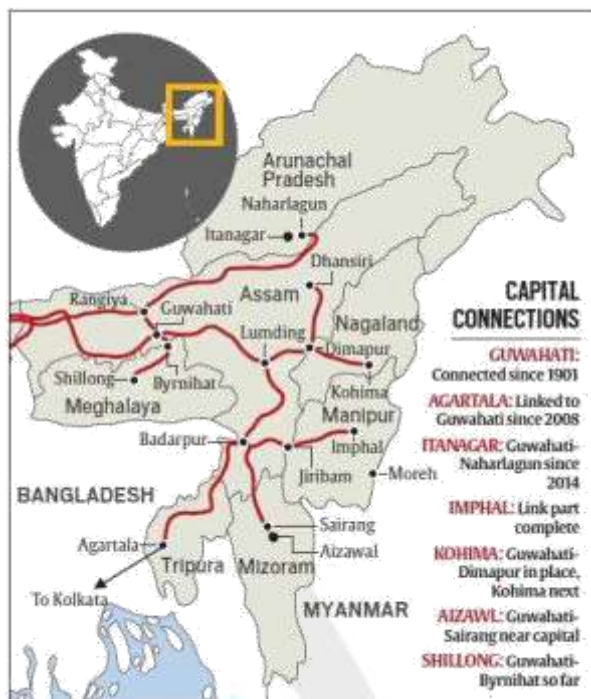 Arunachal
Pradesh
Naharlagun
Itanagar
Dhansiri
Assam
Rangiya
Guwahati
Nagaland
Lumding
Dimapur
Shillong
Byrnihat
Kohima
Meghalaya
Manipur
Badarpur
Imphal
Jiribam
Moreh
BANGLADESH
Sairang
Agartala
Aizawal
Tripura
Mizoram
To Kolkata
MYANMAR
CAPITAL
CONNECTIONS
GUWAHATI:
Connected since 1901
AGARTALA: Linked to
Guwahati since 2008
ITANAGAR: Guwahati-
Naharlagun since
2014
IMPHAL: Link part
complete
KOHIMA: Guwahati-
Dimapur in place,
Kohima next
AIZAWL: Guwahati-
Sairang near capital
SHILLONG: Guwahati-
Byrnihat so far